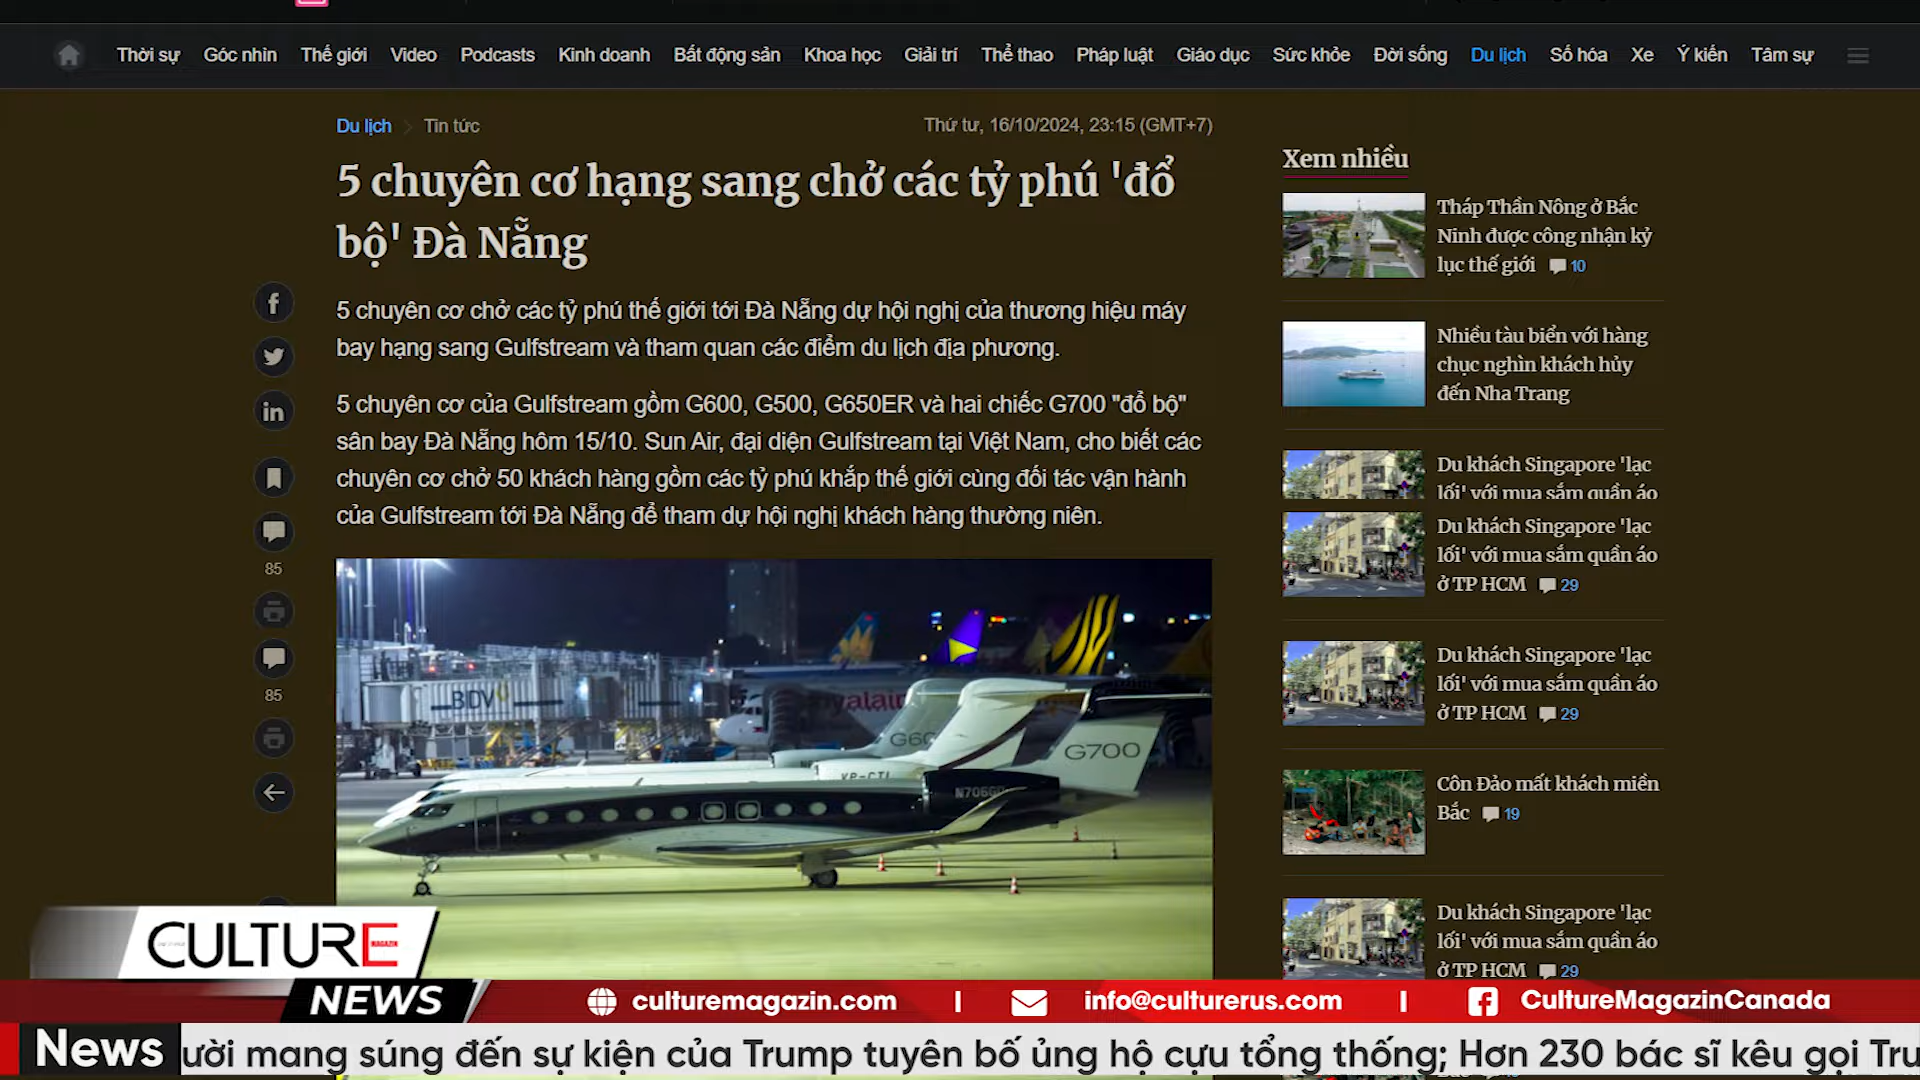 Thời sự Góc nhìn Thế giới Video Podcasts Kinh doanh Bất động sản Khoa học Giải trí Thể thao Pháp luật Giáo dục Sức khỏe Đời sống Du lịch Số hóa Xe Ý kiến Tâm sự
Du lịch Tin tức
Thứ tư, 16/10/2024, 23:15 (GMT+7)
5 chuyên cơ hạng sang chở các tỷ phú 'đổ
bộ' Đà Nẵng
5 chuyên cơ chở các tỷ phú thế giới tới Đà Nẵng dự hội nghị của thương hiệu máy
bay hạng sang Gulfstream và tham quan các điểm du lịch địa phương.
5 chuyên cơ của Gulfstream gồm G600, G500, G650ER và hai chiếc G700 "đổ bộ"
sân bay Đà Nẵng hôm 15/10. Sun Air, đại diện Gulfstream tại Việt Nam, cho biết các
chuyên cơ chở 50 khách hàng gồm các tỷ phú khắp thế giới cùng đối tác vận hành
của Gulfstream tới Đà Nẵng để tham dự hội nghị khách hàng thường niên.
85
85
BIDV
G700
Xem nhiều
Tháp Thần Nông ở Bắc
Ninh được công nhận kỷ
lục thế giới 10
Nhiều tàu biển với hàng
chục nghìn khách hủy
đến Nha Trang
Du khách Singapore 'lạc
lối' với mua sắm quần áo
Du khách Singapore 'lạc
lối' với mua sắm quần áo
ở TP HCM 29
Du khách Singapore 'lạc
lối' với mua sắm quần áo
ở TP HCM 29
Côn Đảo mất khách miền
Bắc 19
Du khách Singapore 'lạc
lối' với mua sắm quần áo
ở TP HCM 29
CULTURE
MAGAZIN
NEWS
culturemagazin.com | info@culturerus.com | CultureMagazinCanada
News ười mang súng đến sự kiện của Trump tuyên bố ủng hộ cựu tổng thống; Hơn 230 bác sĩ kêu gọi Tru